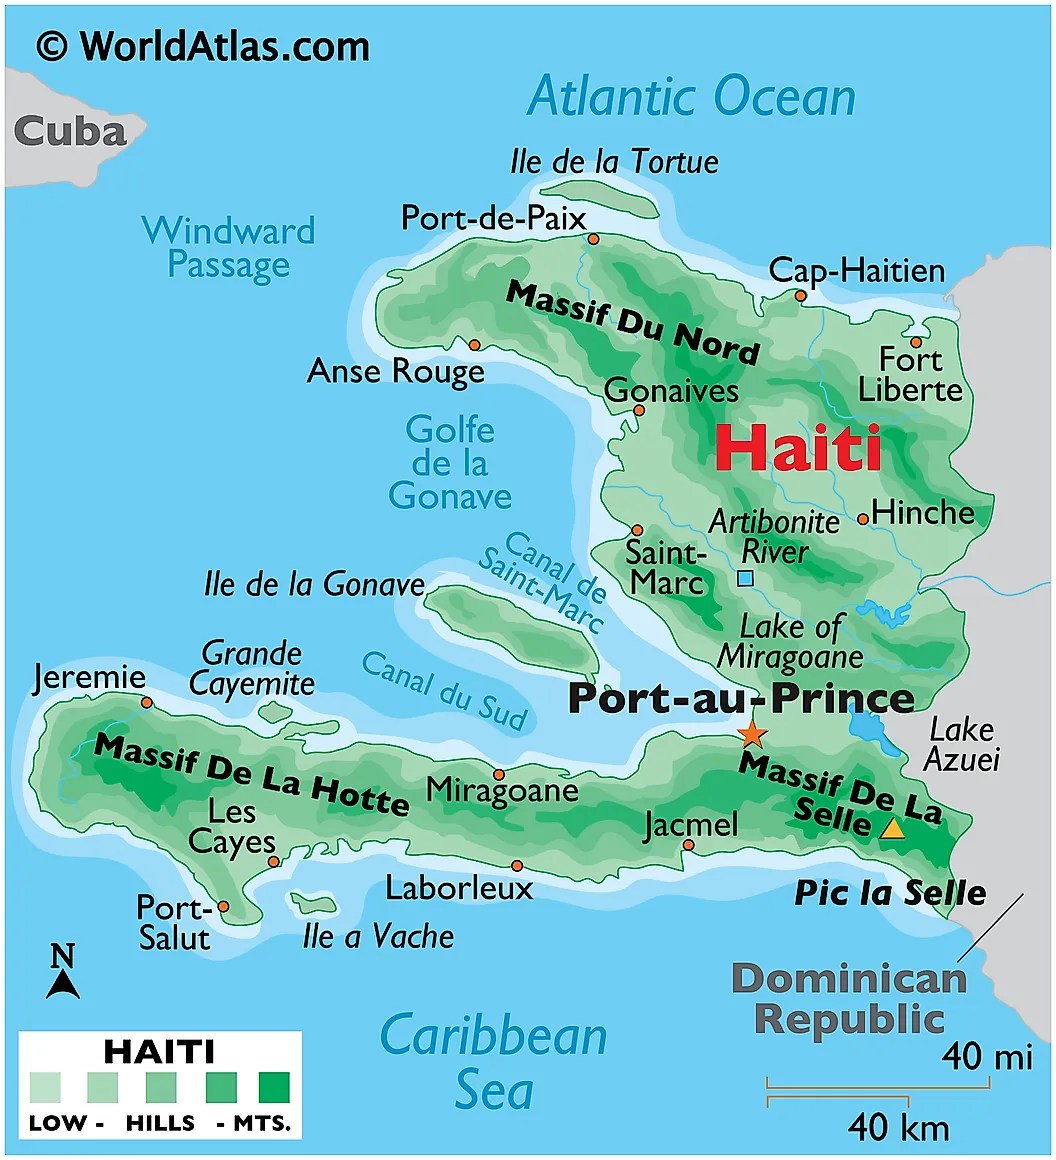 © WorldAtlas.com
Atlantic Ocean
Cuba
Ile de la Tortue
Port-de-Paix
Windward
Passage
Cap-Haitien
Massif Du Nord
Fort
Liberte
Anse Rouge
Gonaives
Golfe
de la
Gonave
Haiti
Hinche
Artibonite
River
Saint-
Marc
Canal de
Saint-Marc
Ile de la Gonave
Lake of
Miragoane
Grande
Cayemite
Jeremie
Canal du Sud
Port-au-Prince
Lake
Azuei
Massif De La Hotte
Massif De La
Selle
Miragoane
Les
Cayes
Jacmel
Laborleux
Pic la Selle
Port-
Salut
Ile a Vache
N
Dominican
Republic
Caribbean
Sea
40 mi
40 km
HAITI
LOW - HILLS - MTS.